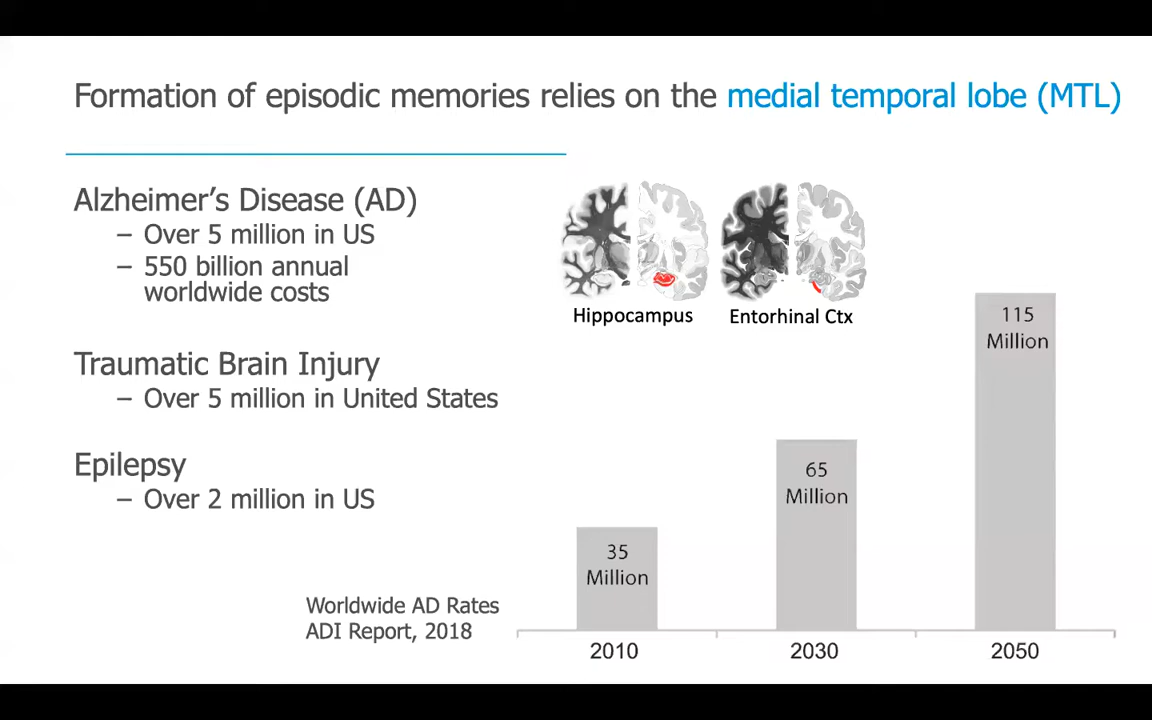 Formation of episodic memories relies on the medial temporal lobe (MTL)
Alzheimer’s Disease (AD)
– Over 5 million in US
– 550 billion annual
worldwide costs
Traumatic Brain Injury
– Over 5 million in United States
Epilepsy
– Over 2 million in US
Hippocampus
Entorhinal Ctx
115
Million
65
Million
35
Million
Worldwide AD Rates
ADI Report, 2018
2010
2030
2050